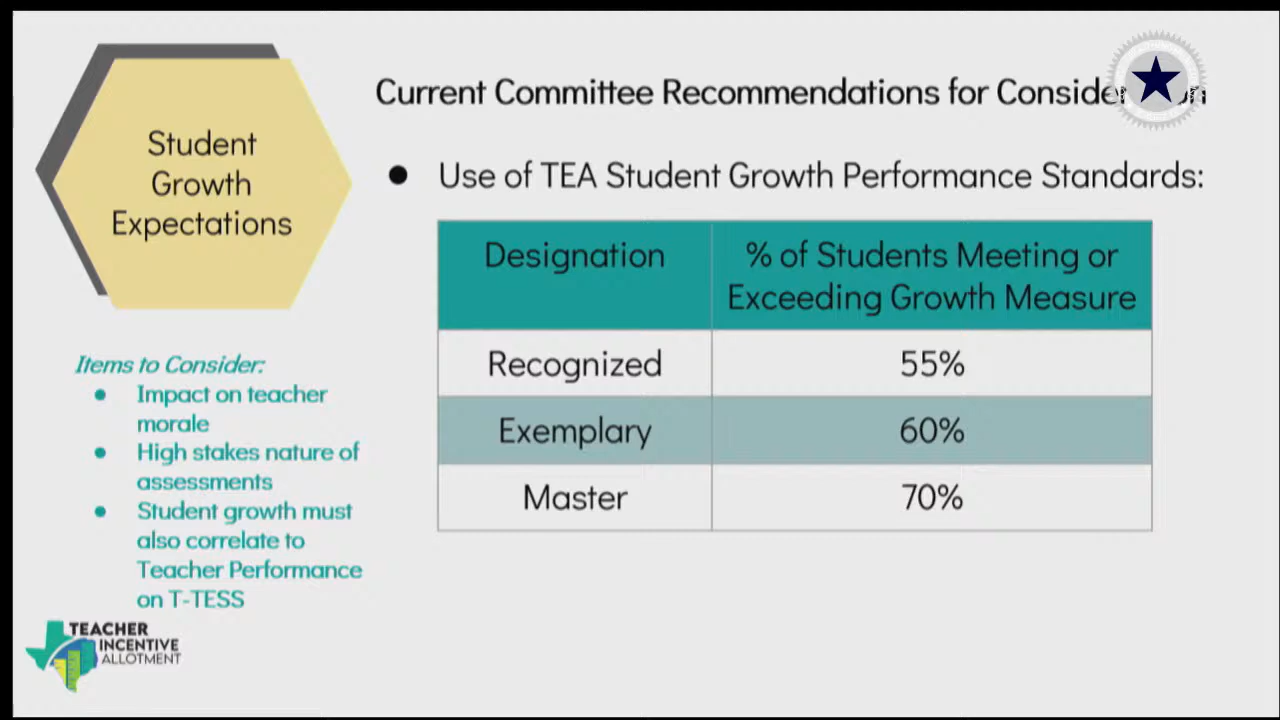 Student
Growth
Expectations
Current Committee Recommendations for
● Use of TEA Student Growth Performance Standards:
Designation
% of Students Meeting or
Exceeding Growth Measure
Recognized 55%
Exemplary 60%
Master 70%
Items to Consider:
● Impact on teacher
morale
● High stakes nature of
assessments
● Student growth must
also correlate to
Teacher Performance
on T-TESS
TEACHER
INCENTIVE
ALLOTMENT